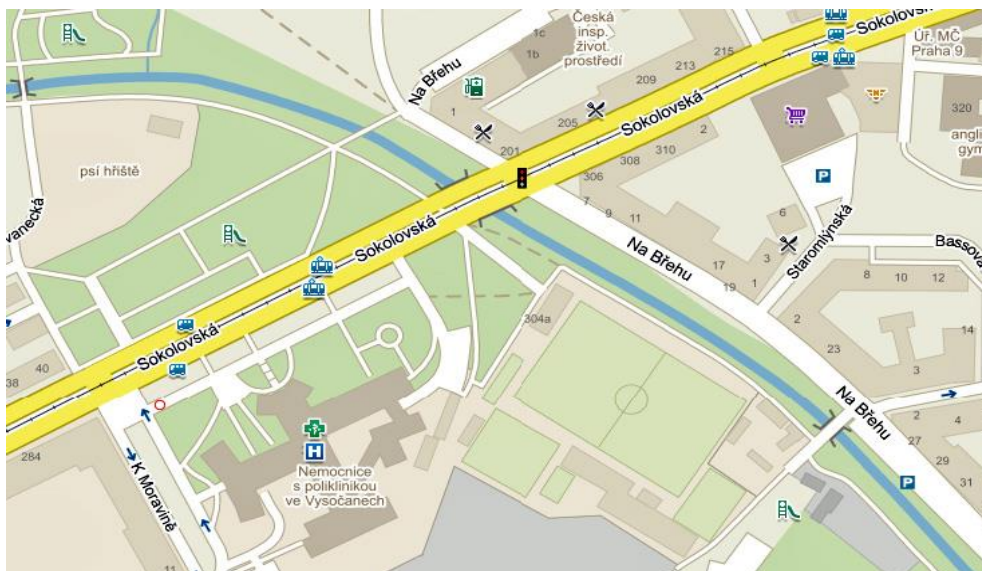 Česká
insp.
život.
prostředí
1c
1b
215
213
209
205
201
1
Na Břehu
Sokolovská
Sokolovská
Úř. MČ
Praha 9
320
angli
gym
psí hřiště
vanecká
2
310
308
306
7
9
11
Na Břehu
17
19
1
3
6
P
Staromlýnská
Bassova
8
10
12
14
2
23
3
Sokolovská
Sokolovská
304a
38
40
284
H
Nemocnice
s poliklinikou
ve Vysočanech
K Moravině
11
Na Břehu
2
4
27
29
31
P